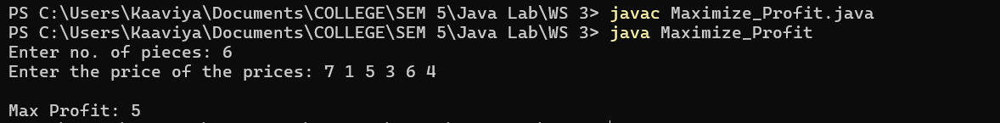 PS C:\Users\Kaaviya\Documents\COLLEGE\SEM 5\Java Lab\WS 3> javac Maximize_Profit.java
PS C:\Users\Kaaviya\Documents\COLLEGE\SEM 5\Java Lab\WS 3> java Maximize_Profit
Enter no. of pieces: 6
Enter the price of the prices: 7 1 5 3 6 4
Max Profit: 5